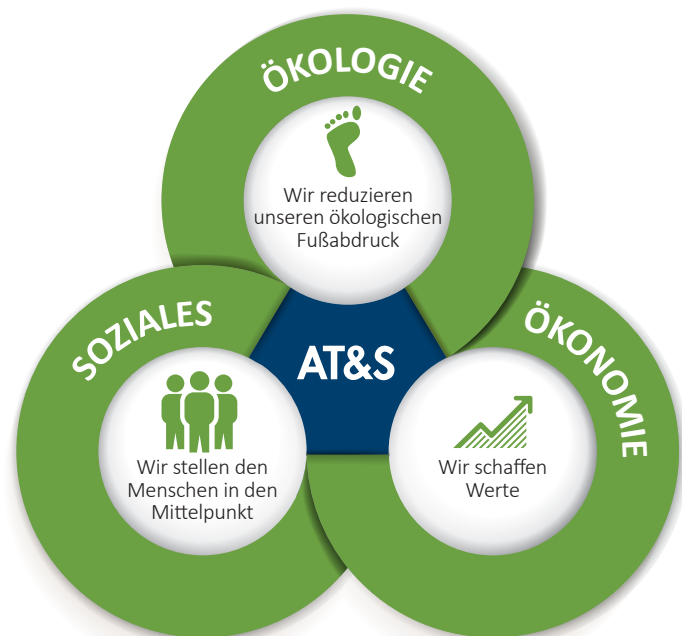 ÖKOLOGIE
Wir reduzieren
unseren ökologischen
Fußabdruck
SOZIALES
Wir stellen den
Menschen in den
Mittelpunkt
AT&S
ÖKONOMIE
Wir schaffen
Werte